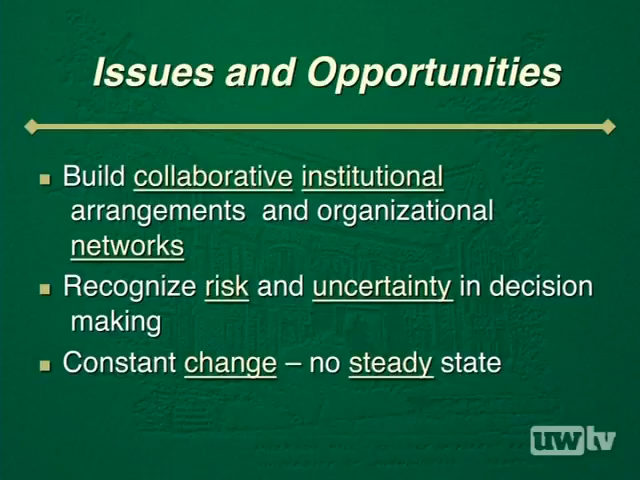 Issues and Opportunities
Build collaborative institutional
arrangements and organizational
networks
Recognize risk and uncertainty in decision
making
Constant change – no steady state
uwtv